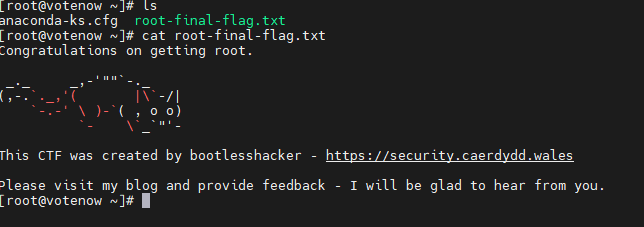 [root@votenow ~]# ls
anaconda-ks.cfg  root-final-flag.txt
[root@votenow ~]# cat root-final-flag.txt
Congratulations on getting root.
 _._     _,-'""`-._
(,-.`._,'(       |\`-/|
    `-.-' \ )-`( , o o)
          `-    \`_`"'-
This CTF was created by bootlesshacker - https://security.caerdydd.wales
Please visit my blog and provide feedback - I will be glad to hear from you.
[root@votenow ~]#